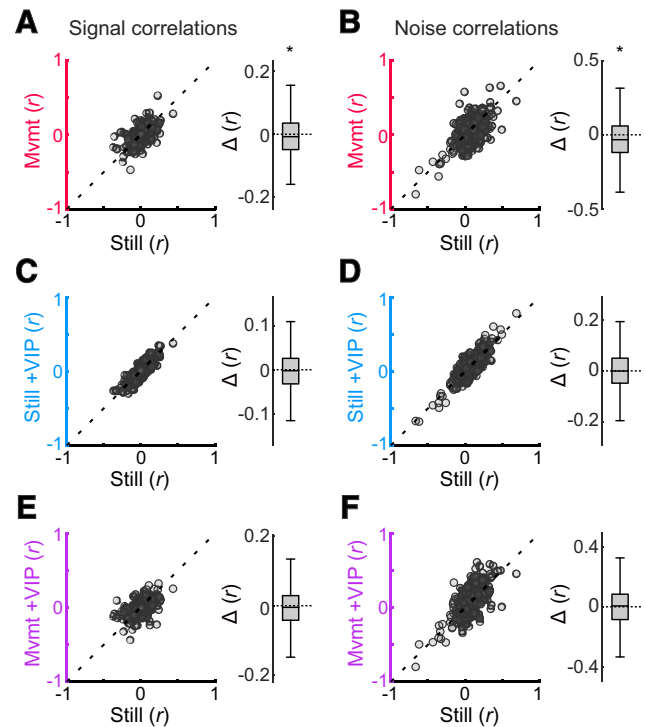 A Signal correlations
B Noise correlations
Mvmt (r)
1
0
-1
-1 0 1
Still (r)
*
Δ (r)
0.2
0
-0.2
Mvmt (r)
1
0
-1
-1 0 1
Still (r)
*
Δ (r)
0.5
0
-0.5
C
Still +VIP (r)
1
0
-1
-1 0 1
Still (r)
Δ (r)
0.1
0
-0.1
D
Still +VIP (r)
1
0
-1
-1 0 1
Still (r)
Δ (r)
0.2
0
-0.2
E
Mvmt +VIP (r)
1
0
-1
-1 0 1
Still (r)
Δ (r)
0.2
0
-0.2
F
Mvmt +VIP (r)
1
0
-1
-1 0 1
Still (r)
Δ (r)
0.4
0
-0.4